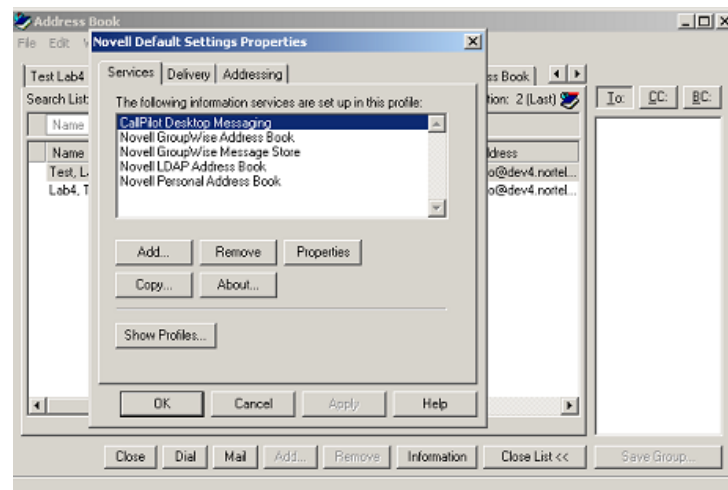 Address Book
File Edit
Novell Default Settings Properties
Test Lab4
Services Delivery Addressing
ss Book
Search List:
The following information services are set up in this profile:
tion: 2 (Last)
To: CC: BC:
Name
CallPilot Desktop Messaging
Novell GroupWise Address Book
Novell GroupWise Message Store
Novell LDAP Address Book
Novell Personal Address Book
Name
ddress
Test, L
o@dev4.nortel...
Lab4, T
o@dev4.nortel...
Add... Remove Properties
Copy... About...
Show Profiles...
OK Cancel Apply Help
Close Dial Mail Add... Remove Information Close List << Save Group...